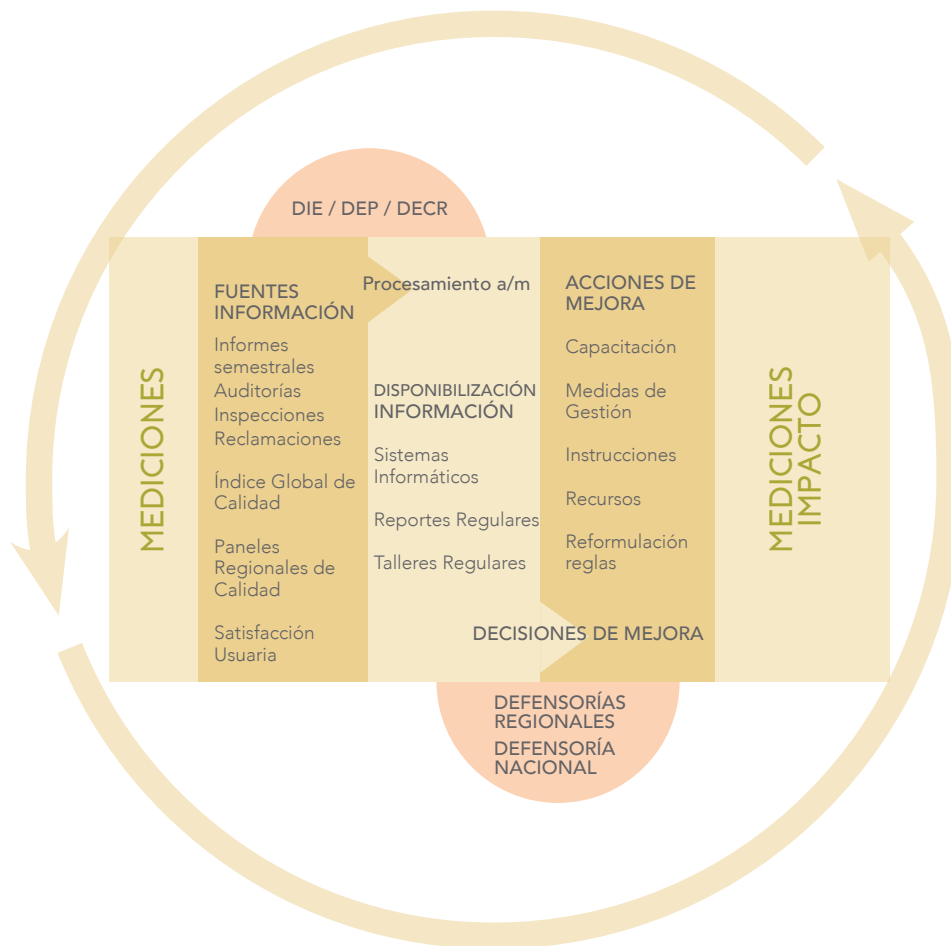 DIE / DEP / DECR
MEDICIONES
FUENTES
INFORMACIÓN
Informes
semestrales
Auditorías
Inspecciones
Reclamaciones
Índice Global de
Calidad
Paneles
Regionales de
Calidad
Satisfacción
Usuaria
Procesamiento a/m
DISPONIBILIZACIÓN
INFORMACIÓN
Sistemas
Informáticos
Reportes Regulares
Talleres Regulares
ACCIONES DE
MEJORA
Capacitación
Medidas de
Gestión
Instrucciones
Recursos
Reformulación
reglas
DECISIONES DE MEJORA
MEDICIONES
IMPACTO
DEFENSORÍAS
REGIONALES
DEFENSORÍA
NACIONAL